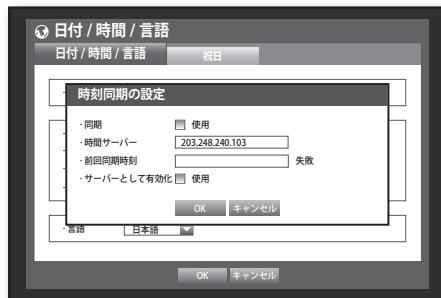 日付 / 時間 / 言語
日付 / 時間 / 言語 祝日
時刻同期の設定
· 同期 使用
· 時間サーバー 203.248.240.103
· 前回同期時刻 失敗
· サーバーとして有効化 使用
OK キャンセル
· 言語 日本語
OK キャンセル